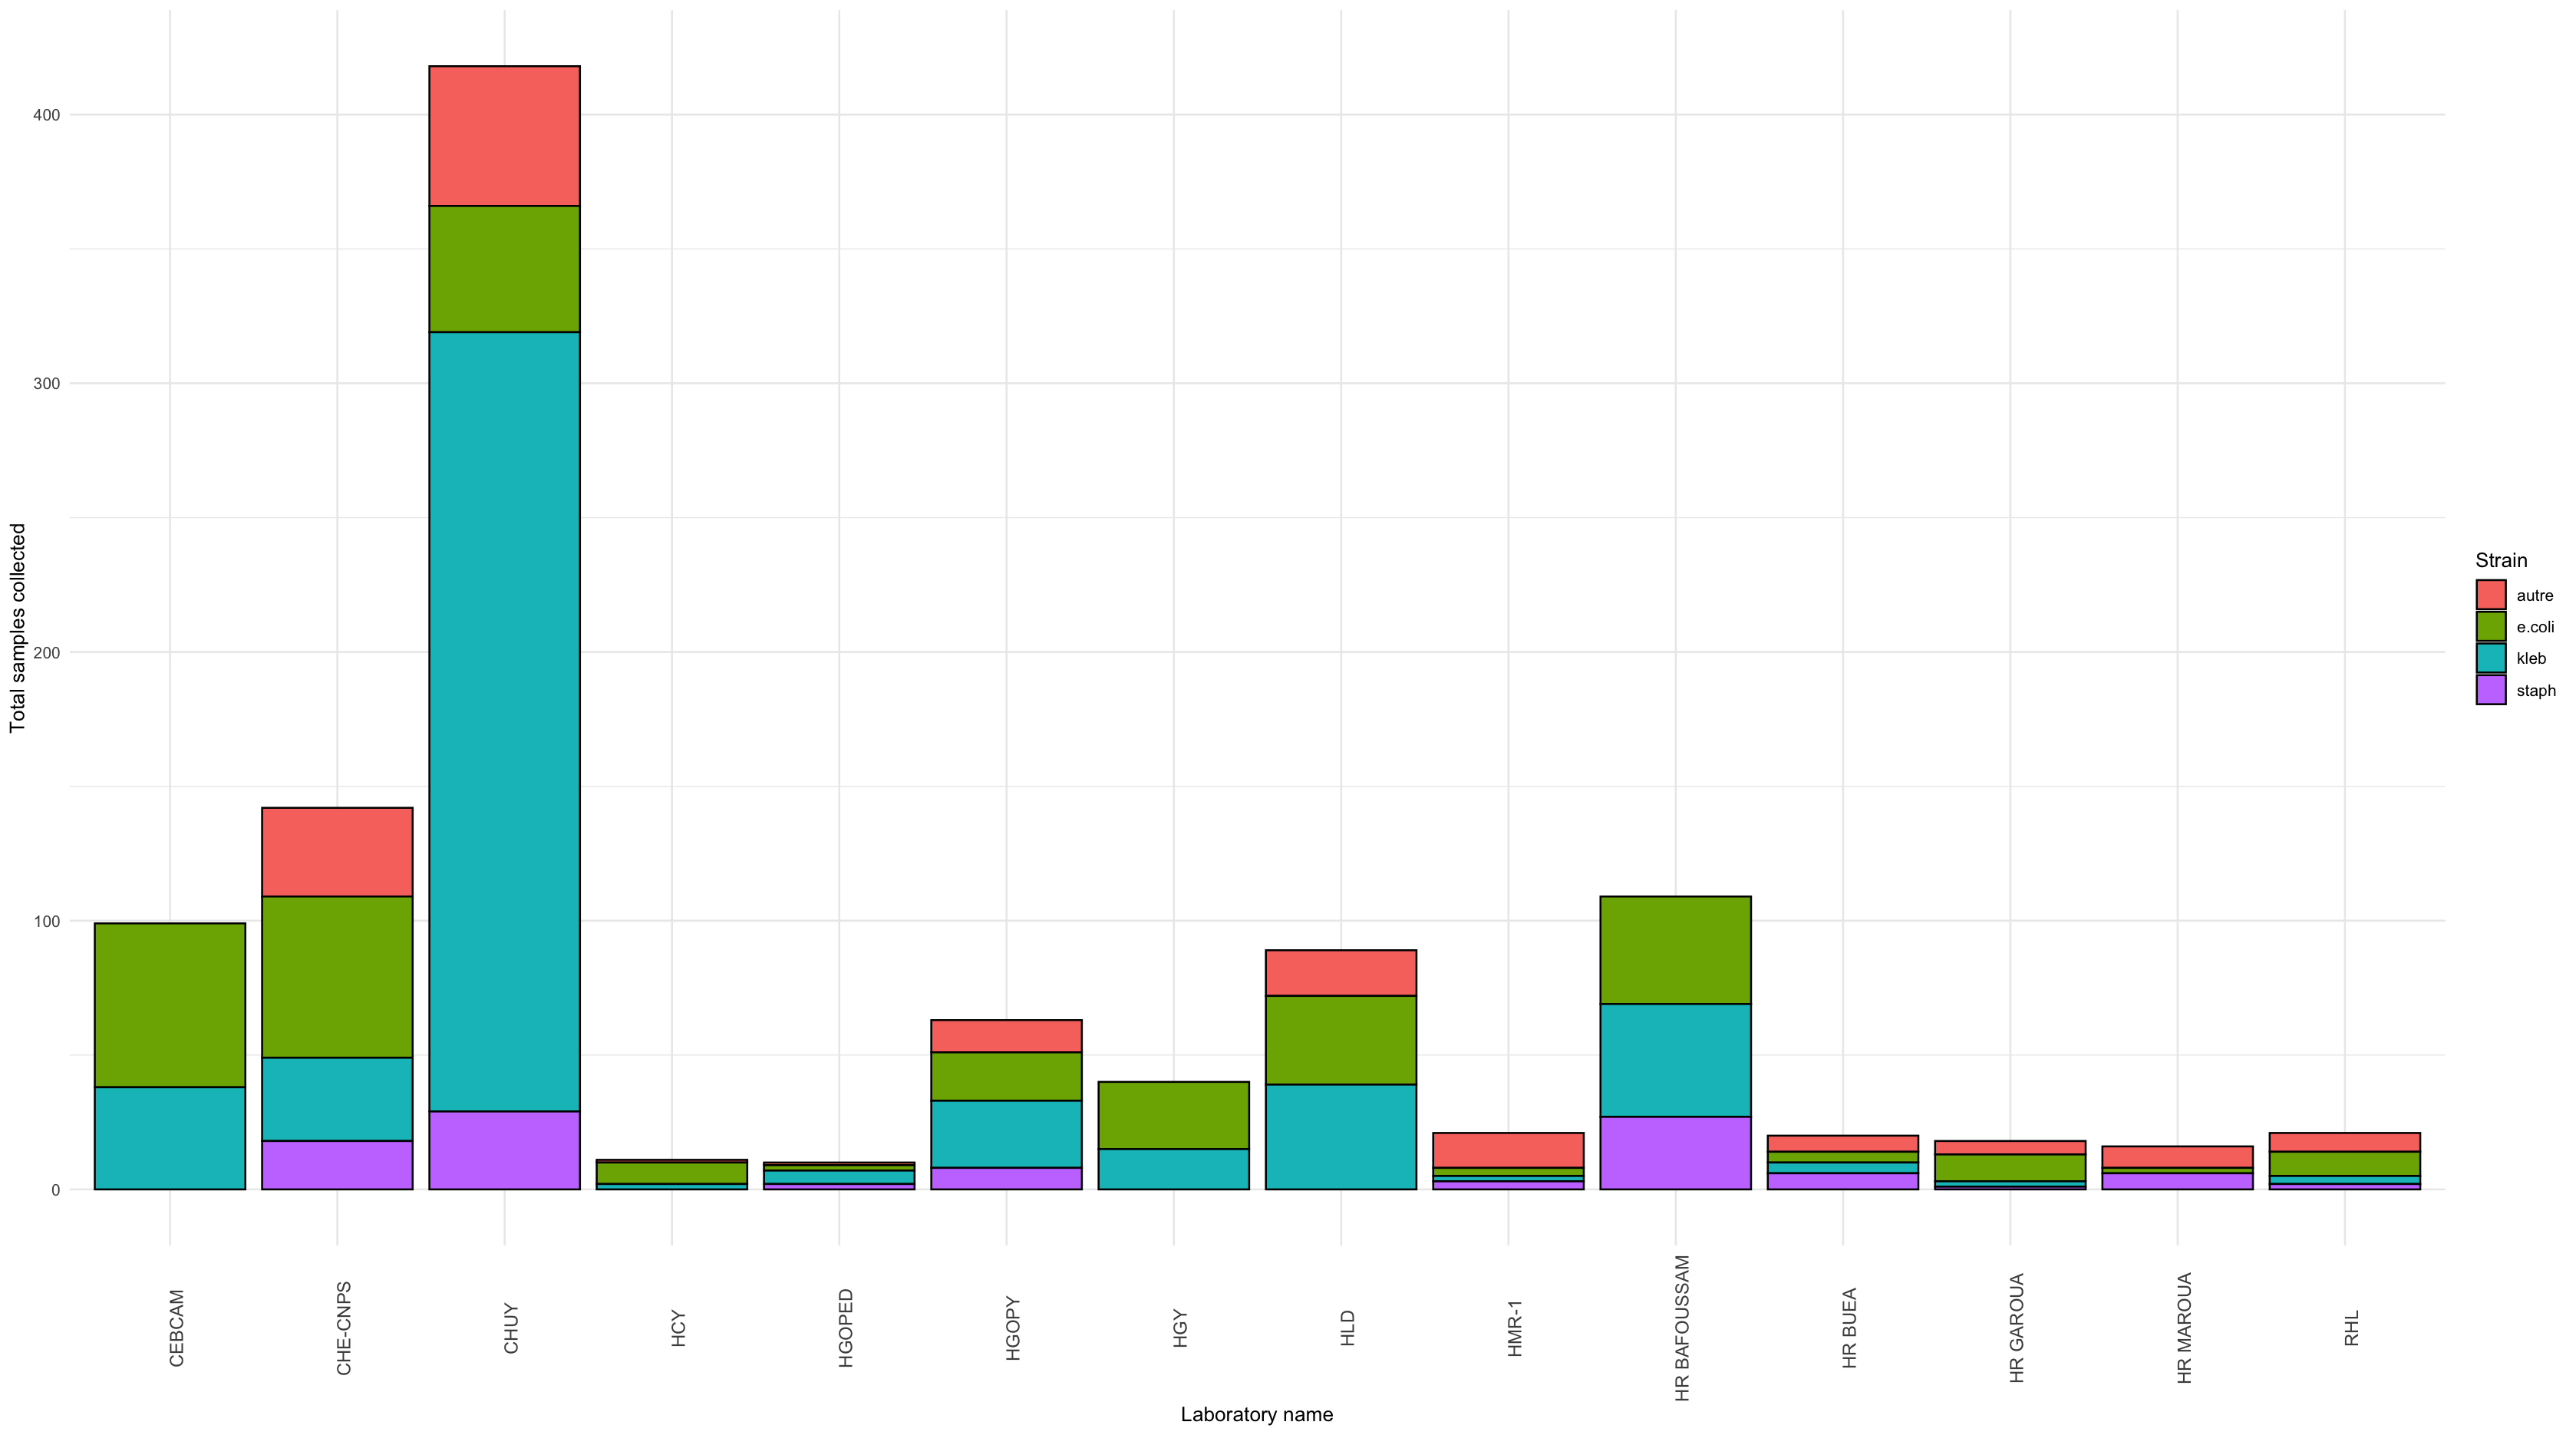 Total samples collected
400
300
200
100
0
CEBCAM
CHE-CNPS
CHUY
HCY
HGOPED
HGOPY
HGY
HLD
HMR-1
HR BAFOUSSAM
HR BUEA
HR GAROUA
HR MAROUA
RHL
Laboratory name
Strain
autre
e.coli
kleb
staph